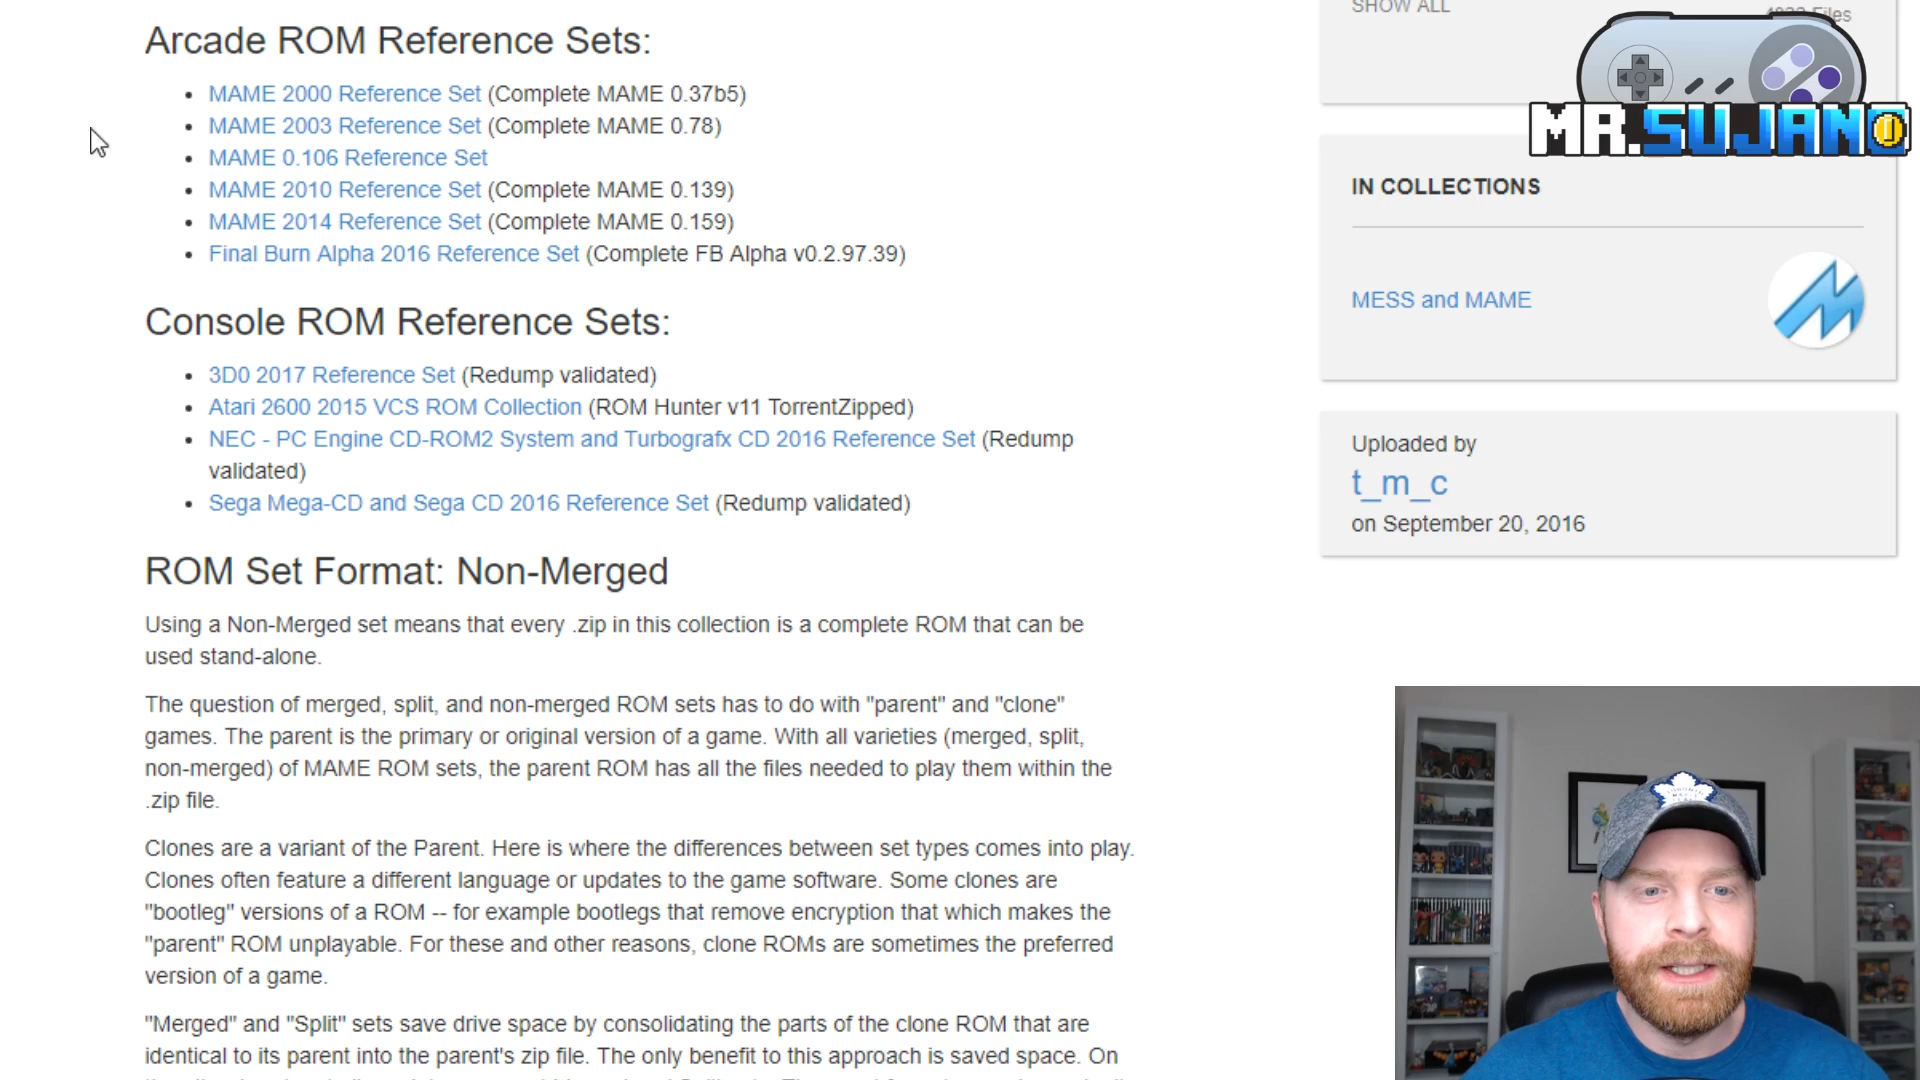 SHOW ALL
Files
Arcade ROM Reference Sets:
MAME 2000 Reference Set (Complete MAME 0.37b5)
MAME 2003 Reference Set (Complete MAME 0.78)
MAME 0.106 Reference Set
MAME 2010 Reference Set (Complete MAME 0.139)
MAME 2014 Reference Set (Complete MAME 0.159)
Final Burn Alpha 2016 Reference Set (Complete FB Alpha v0.2.97.39)
Console ROM Reference Sets:
3D0 2017 Reference Set (Redump validated)
Atari 2600 2015 VCS ROM Collection (ROM Hunter v11 TorrentZipped)
NEC - PC Engine CD-ROM2 System and Turbografx CD 2016 Reference Set (Redump
validated)
Sega Mega-CD and Sega CD 2016 Reference Set (Redump validated)
ROM Set Format: Non-Merged
Using a Non-Merged set means that every .zip in this collection is a complete ROM that can be
used stand-alone.
The question of merged, split, and non-merged ROM sets has to do with "parent" and "clone"
games. The parent is the primary or original version of a game. With all varieties (merged, split,
non-merged) of MAME ROM sets, the parent ROM has all the files needed to play them within the
.zip file.
Clones are a variant of the Parent. Here is where the differences between set types comes into play.
Clones often feature a different language or updates to the game software. Some clones are
"bootleg" versions of a ROM -- for example bootlegs that remove encryption that which makes the
"parent" ROM unplayable. For these and other reasons, clone ROMs are sometimes the preferred
version of a game.
"Merged" and "Split" sets save drive space by consolidating the parts of the clone ROM that are
identical to its parent into the parent's zip file. The only benefit to this approach is saved space. On
MR.SUJANO
IN COLLECTIONS
MESS and MAME
Uploaded by
t_m_c
on September 20, 2016
TORONTO
MAPLE